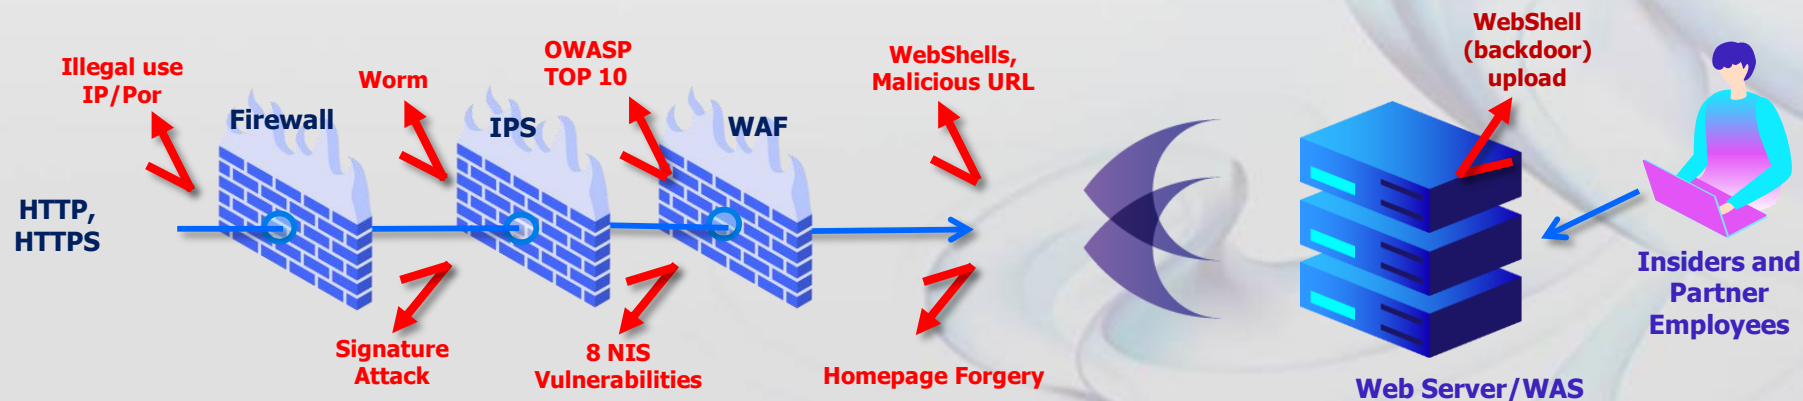 Illegal use
IP/Por
Firewall
Worm
IPS
OWASP
TOP 10
WAF
WebShells,
Malicious URL
WebShell
(backdoor)
upload
HTTP,
HTTPS
Signature
Attack
8 NIS
Vulnerabilities
Homepage Forgery
Web Server/WAS
Insiders and
Partner
Employees